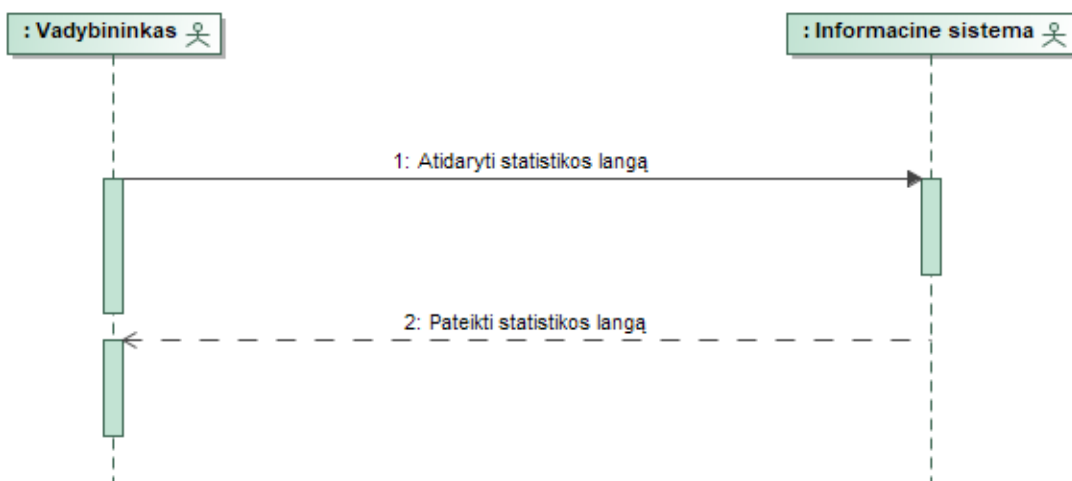 : Vadybininkas
: Informacine sistema
1: Atidaryti statistikos langą
2: Pateikti statistikos langą